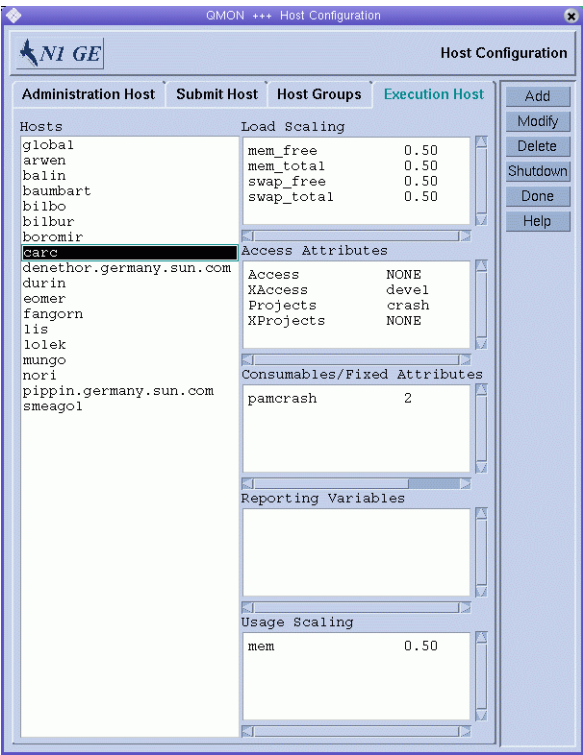 QMON +++ Host Configuration
N1 GE
Host Configuration
Administration Host Submit Host Host Groups Execution Host
Add
Modify
Delete
Shutdown
Done
Help
Hosts
global
arwen
balin
baumbart
bilbo
bilbur
boromir
carc
denethor.germany.sun.com
durin
eomer
fangorn
lis
lolek
mungo
nori
pippin.germany.sun.com
smeagol
Load Scaling
mem_free 0.50
mem_total 0.50
swap_free 0.50
swap_total 0.50
Access Attributes
Access NONE
XAccess devel
Projects crash
XProjects NONE
Consumables/Fixed Attributes
pamcrash 2
Reporting Variables
Usage Scaling
mem 0.50